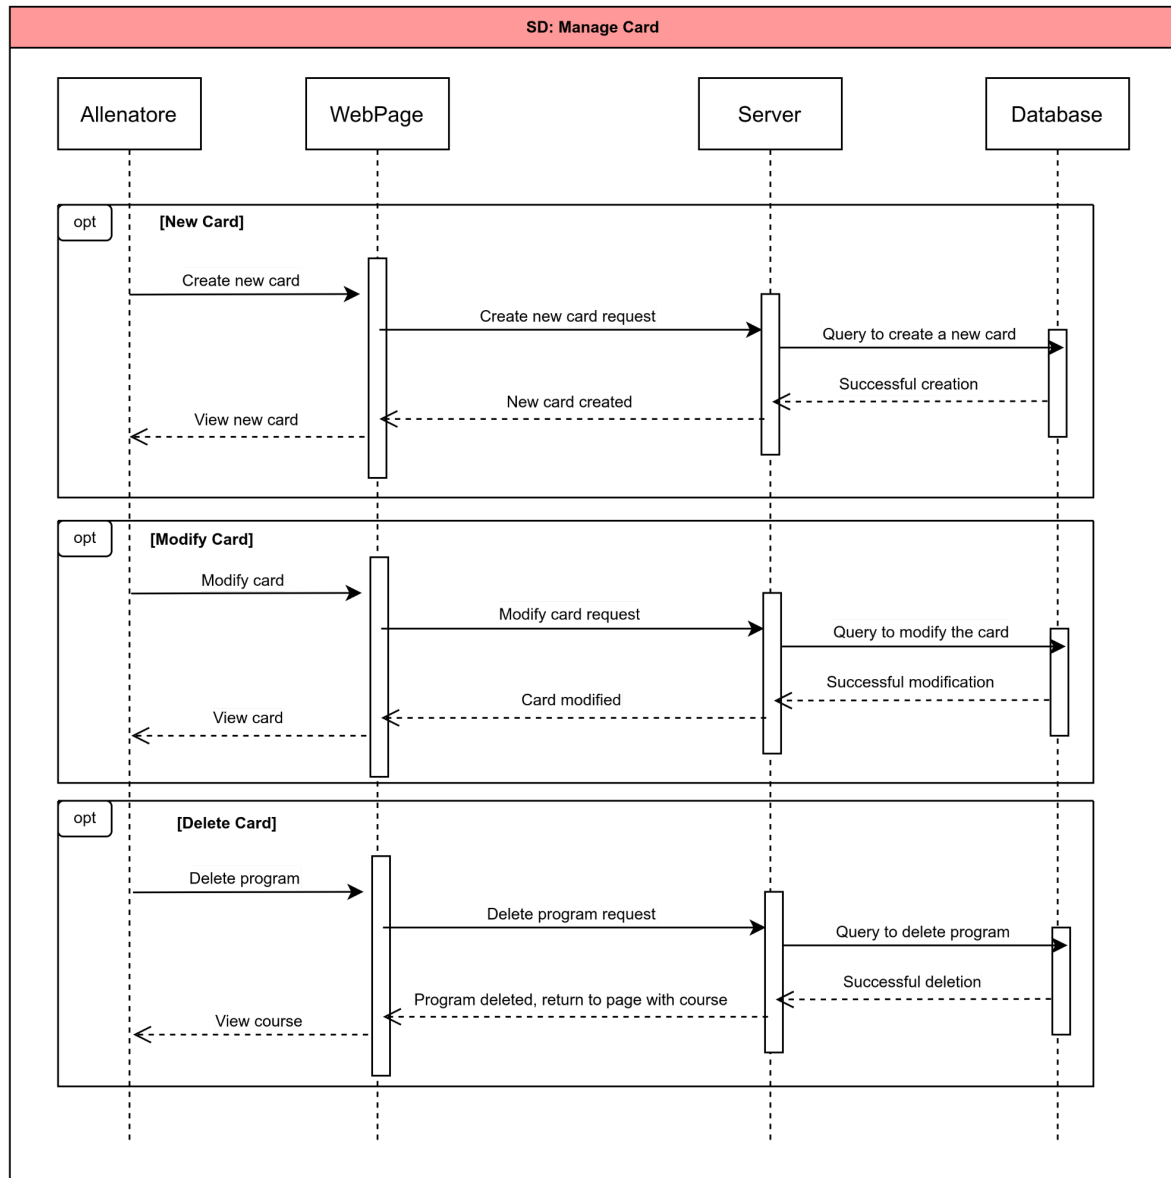 SD: Manage Card
Allenatore
WebPage
Server
Database
opt
[New Card]
Create new card
Create new card request
Query to create a new card
Successful creation
New card created
View new card
opt
[Modify Card]
Modify card
Modify card request
Query to modify the card
Successful modification
Card modified
View card
opt
[Delete Card]
Delete program
Delete program request
Query to delete program
Successful deletion
Program deleted, return to page with course
View course